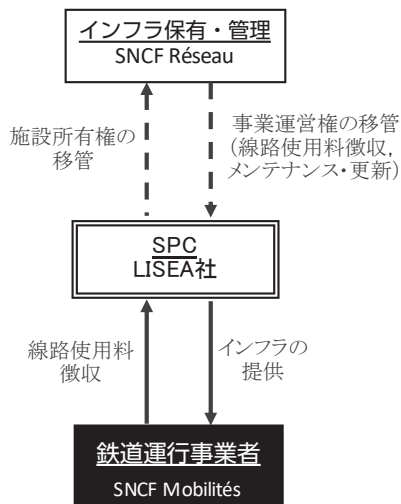 インフラ保有・管理
SNCF Réseau
施設所有権の
移管
事業運営権の移管
(線路使用料徴収,
メンテナンス・更新)
SPC
LISEA社
線路使用料
徴収
インフラの
提供
鉄道運行事業者
SNCF Mobilités